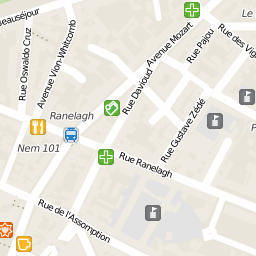 Beauséjour
Le
Rue Oswaldo Cruz
Avenue Vion-Whitcomb
Avenue Mozart
Rue Pajou
Rue des Vig
Rue Davioud
Ranelagh
Rue Gustave Zédé
Nem 101
Rue Ranelagh
Rue de l'Assomption